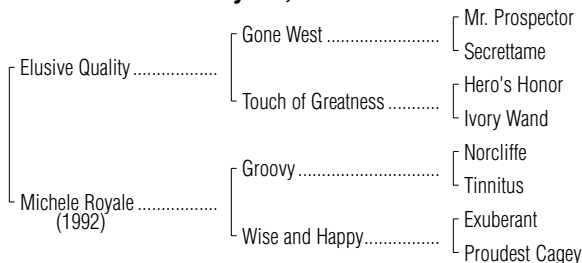 Mr. Prospector
Gone West
Secrettame
Elusive Quality
Hero's Honor
Touch of Greatness
Ivory Wand
Norcliffe
Groovy
Tinnitus
Michele Royale
(1992)
Exuberant
Wise and Happy
Proudest Cagey